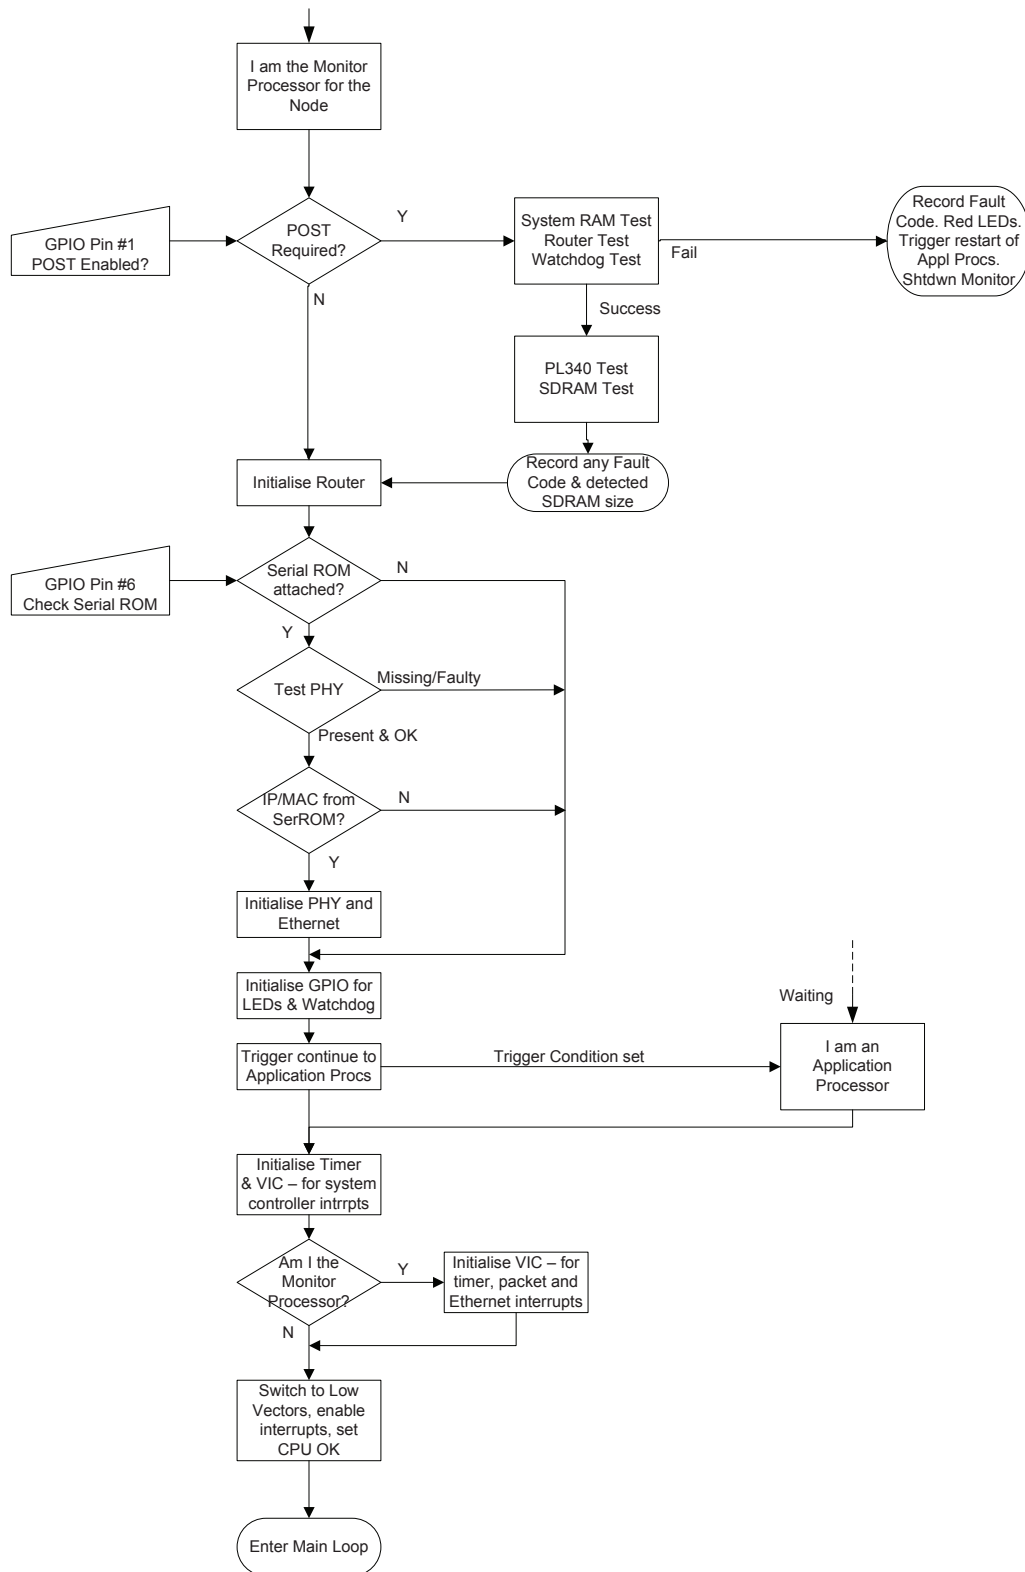 I am the Monitor
Processor for the
Node
GPIO Pin #1
POST Enabled?
POST
Required?
Y
N
System RAM Test
Router Test
Watchdog Test
Fail
Record Fault
Code. Red LEDs.
Trigger restart of
Appl Procs.
Shtdwn Monitor
Success
PL340 Test
SDRAM Test
Record any Fault
Code & detected
SDRAM size
Initialise Router
GPIO Pin #6
Check Serial ROM
Serial ROM
attached?
N
Y
Test PHY
Missing/Faulty
Present & OK
IP/MAC from
SerROM?
N
Y
Initialise PHY and
Ethernet
Initialise GPIO for
LEDs & Watchdog
Waiting
Trigger continue to
Application Procs
Trigger Condition set
I am an
Application
Processor
Initialise Timer
& VIC – for system
controller intrrpts
Am I the
Monitor
Processor?
Y
N
Initialise VIC – for
timer, packet and
Ethernet interrupts
Switch to Low
Vectors, enable
interrupts, set
CPU OK
Enter Main Loop